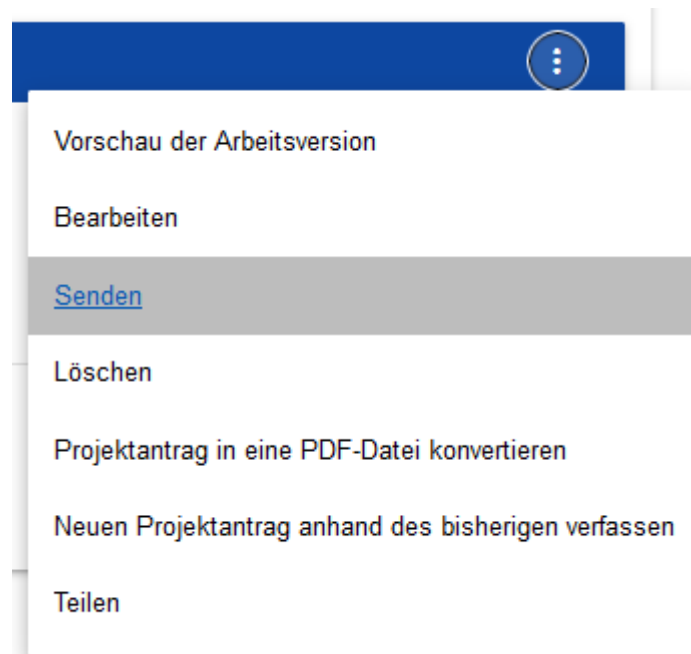 Vorschau der Arbeitsversion
Bearbeiten
Senden
Löschen
Projektantrag in eine PDF-Datei konvertieren
Neuen Projektantrag anhand des bisherigen verfassen
Teilen